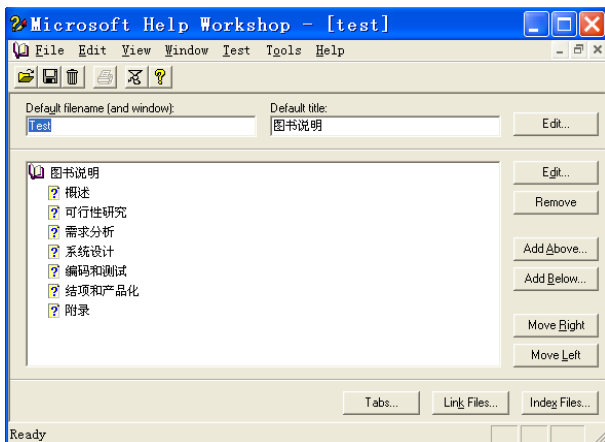 Microsoft Help Workshop - [test]
File Edit View Window Test Tools Help
Default filename (and window):
Default title:
Test
图书说明
Edit...
图书说明
概述
可行性研究
需求分析
系统设计
编码和测试
结项和产品化
附录
Edit...
Remove
Add Above...
Add Below...
Move Right
Move Left
Tabs...
Link Files...
Index Files...
Ready